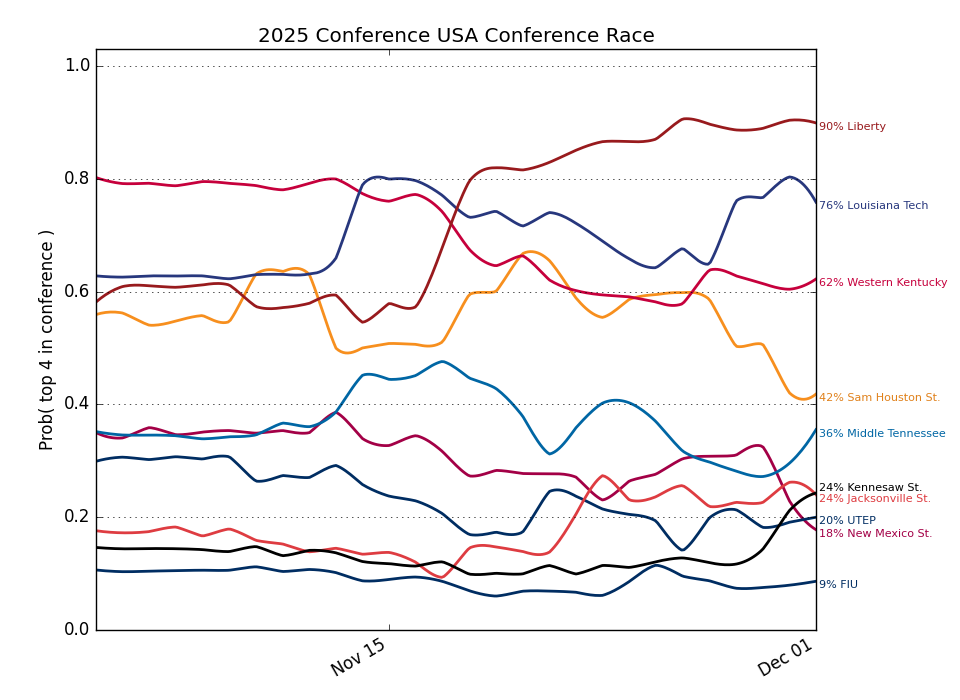 2025 Conference USA Conference Race
Prob( top 4 in conference )
1.0
0.8
0.6
0.4
0.2
0.0
Nov 15
Dec 01
90% Liberty
76% Louisiana Tech
62% Western Kentucky
42% Sam Houston St.
36% Middle Tennessee
24% Kennesaw St.
24% Jacksonville St.
20% UTEP
18% New Mexico St.
9% FIU